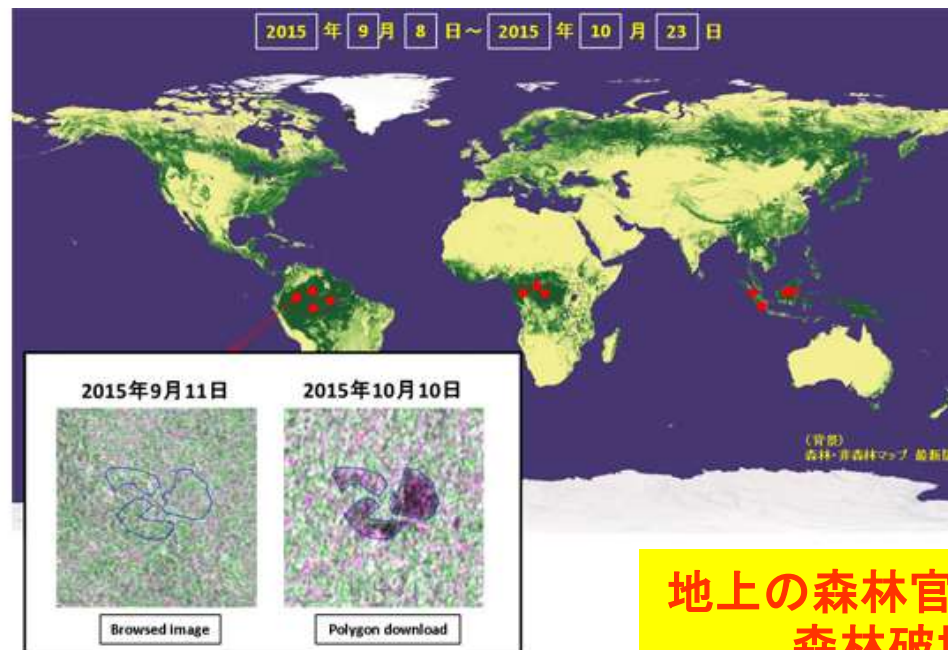 2015 年 9 月 8 日～ 2015 年 10 月 23 日
(背景)
森林・非森林マップ 最新
2015年9月11日
2015年10月10日
Browsed image
Polygon download
地上の森林官
森林破